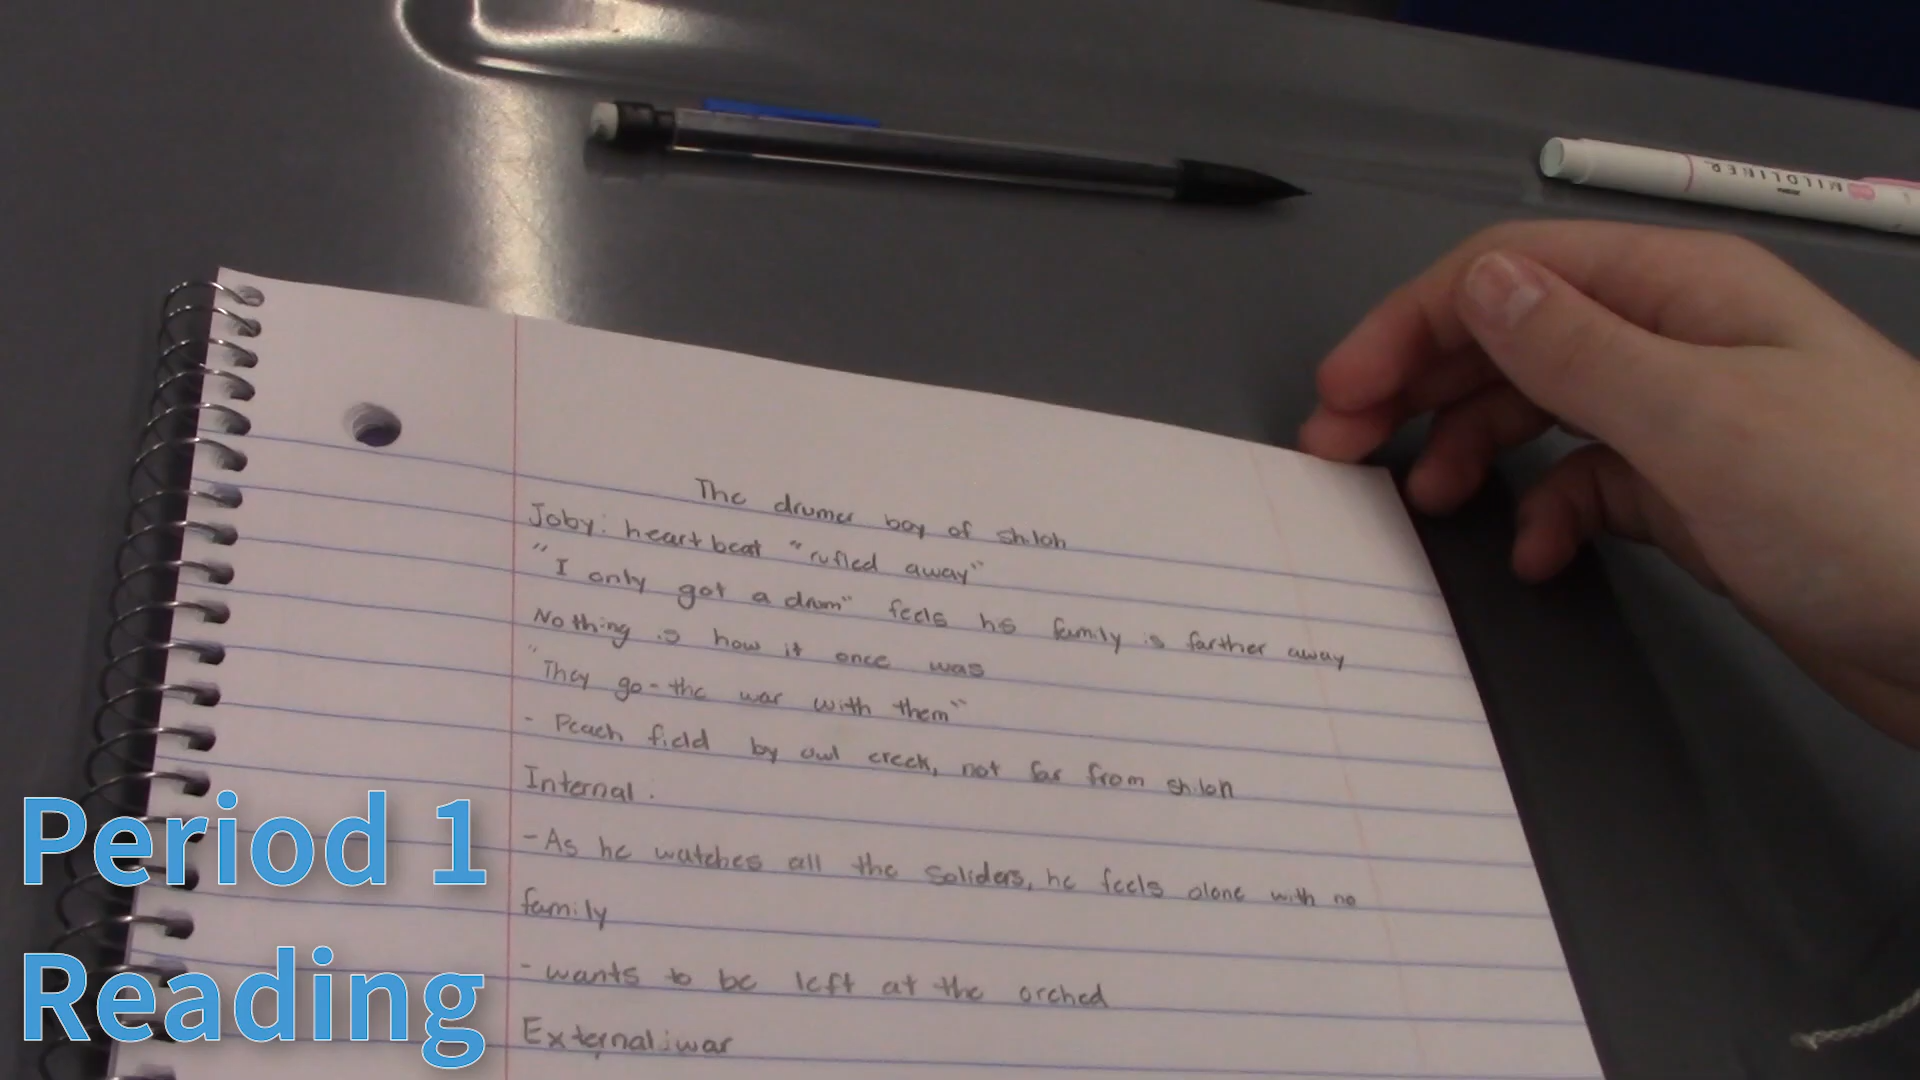 MILDLINER
The drumer boy of shiloh
Joby: heartbeat "rufled away"
"I only got a drum" feels his family is farther away
Nothing is how it once was
"They go-the war with them"
- Peach field by owl creek, not far from shiloh
Internal:
-As he watches all the soliders, he feels alone with no
family
- wants to be left at the orched
External:war
Period 1
Reading